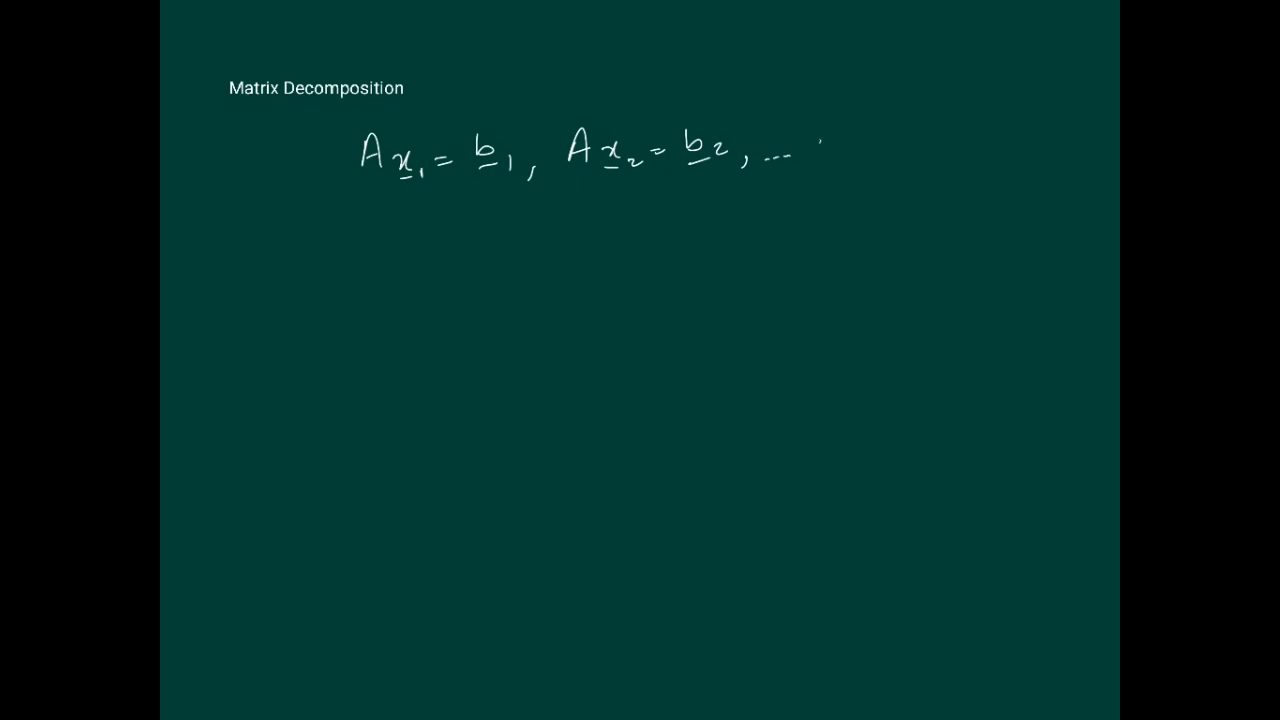 Matrix Decomposition
Ax₁ = b₁, Ax₂ = b₂, ...